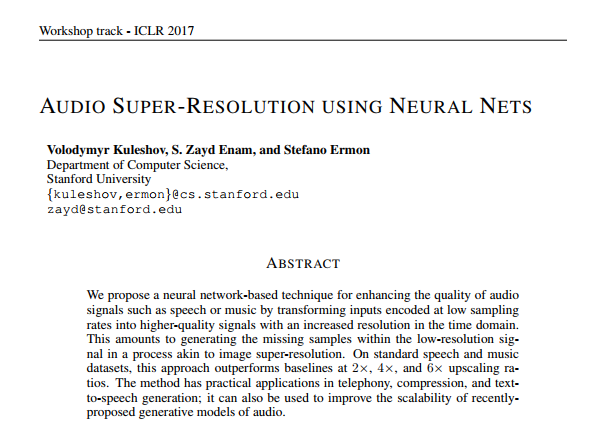 Workshop track - ICLR 2017
AUDIO SUPER-RESOLUTION USING NEURAL NETS
Volodymyr Kuleshov, S. Zayd Enam, and Stefano Ermon
Department of Computer Science,
Stanford University
{kuleshov,ermon}@cs.stanford.edu
zayd@stanford.edu
ABSTRACT
We propose a neural network-based technique for enhancing the quality of audio
signals such as speech or music by transforming inputs encoded at low sampling
rates into higher-quality signals with an increased resolution in the time domain.
This amounts to generating the missing samples within the low-resolution sig-
nal in a process akin to image super-resolution. On standard speech and music
datasets, this approach outperforms baselines at 2×, 4×, and 6× upscaling ra-
tios. The method has practical applications in telephony, compression, and text-
to-speech generation; it can also be used to improve the scalability of recently-
proposed generative models of audio.